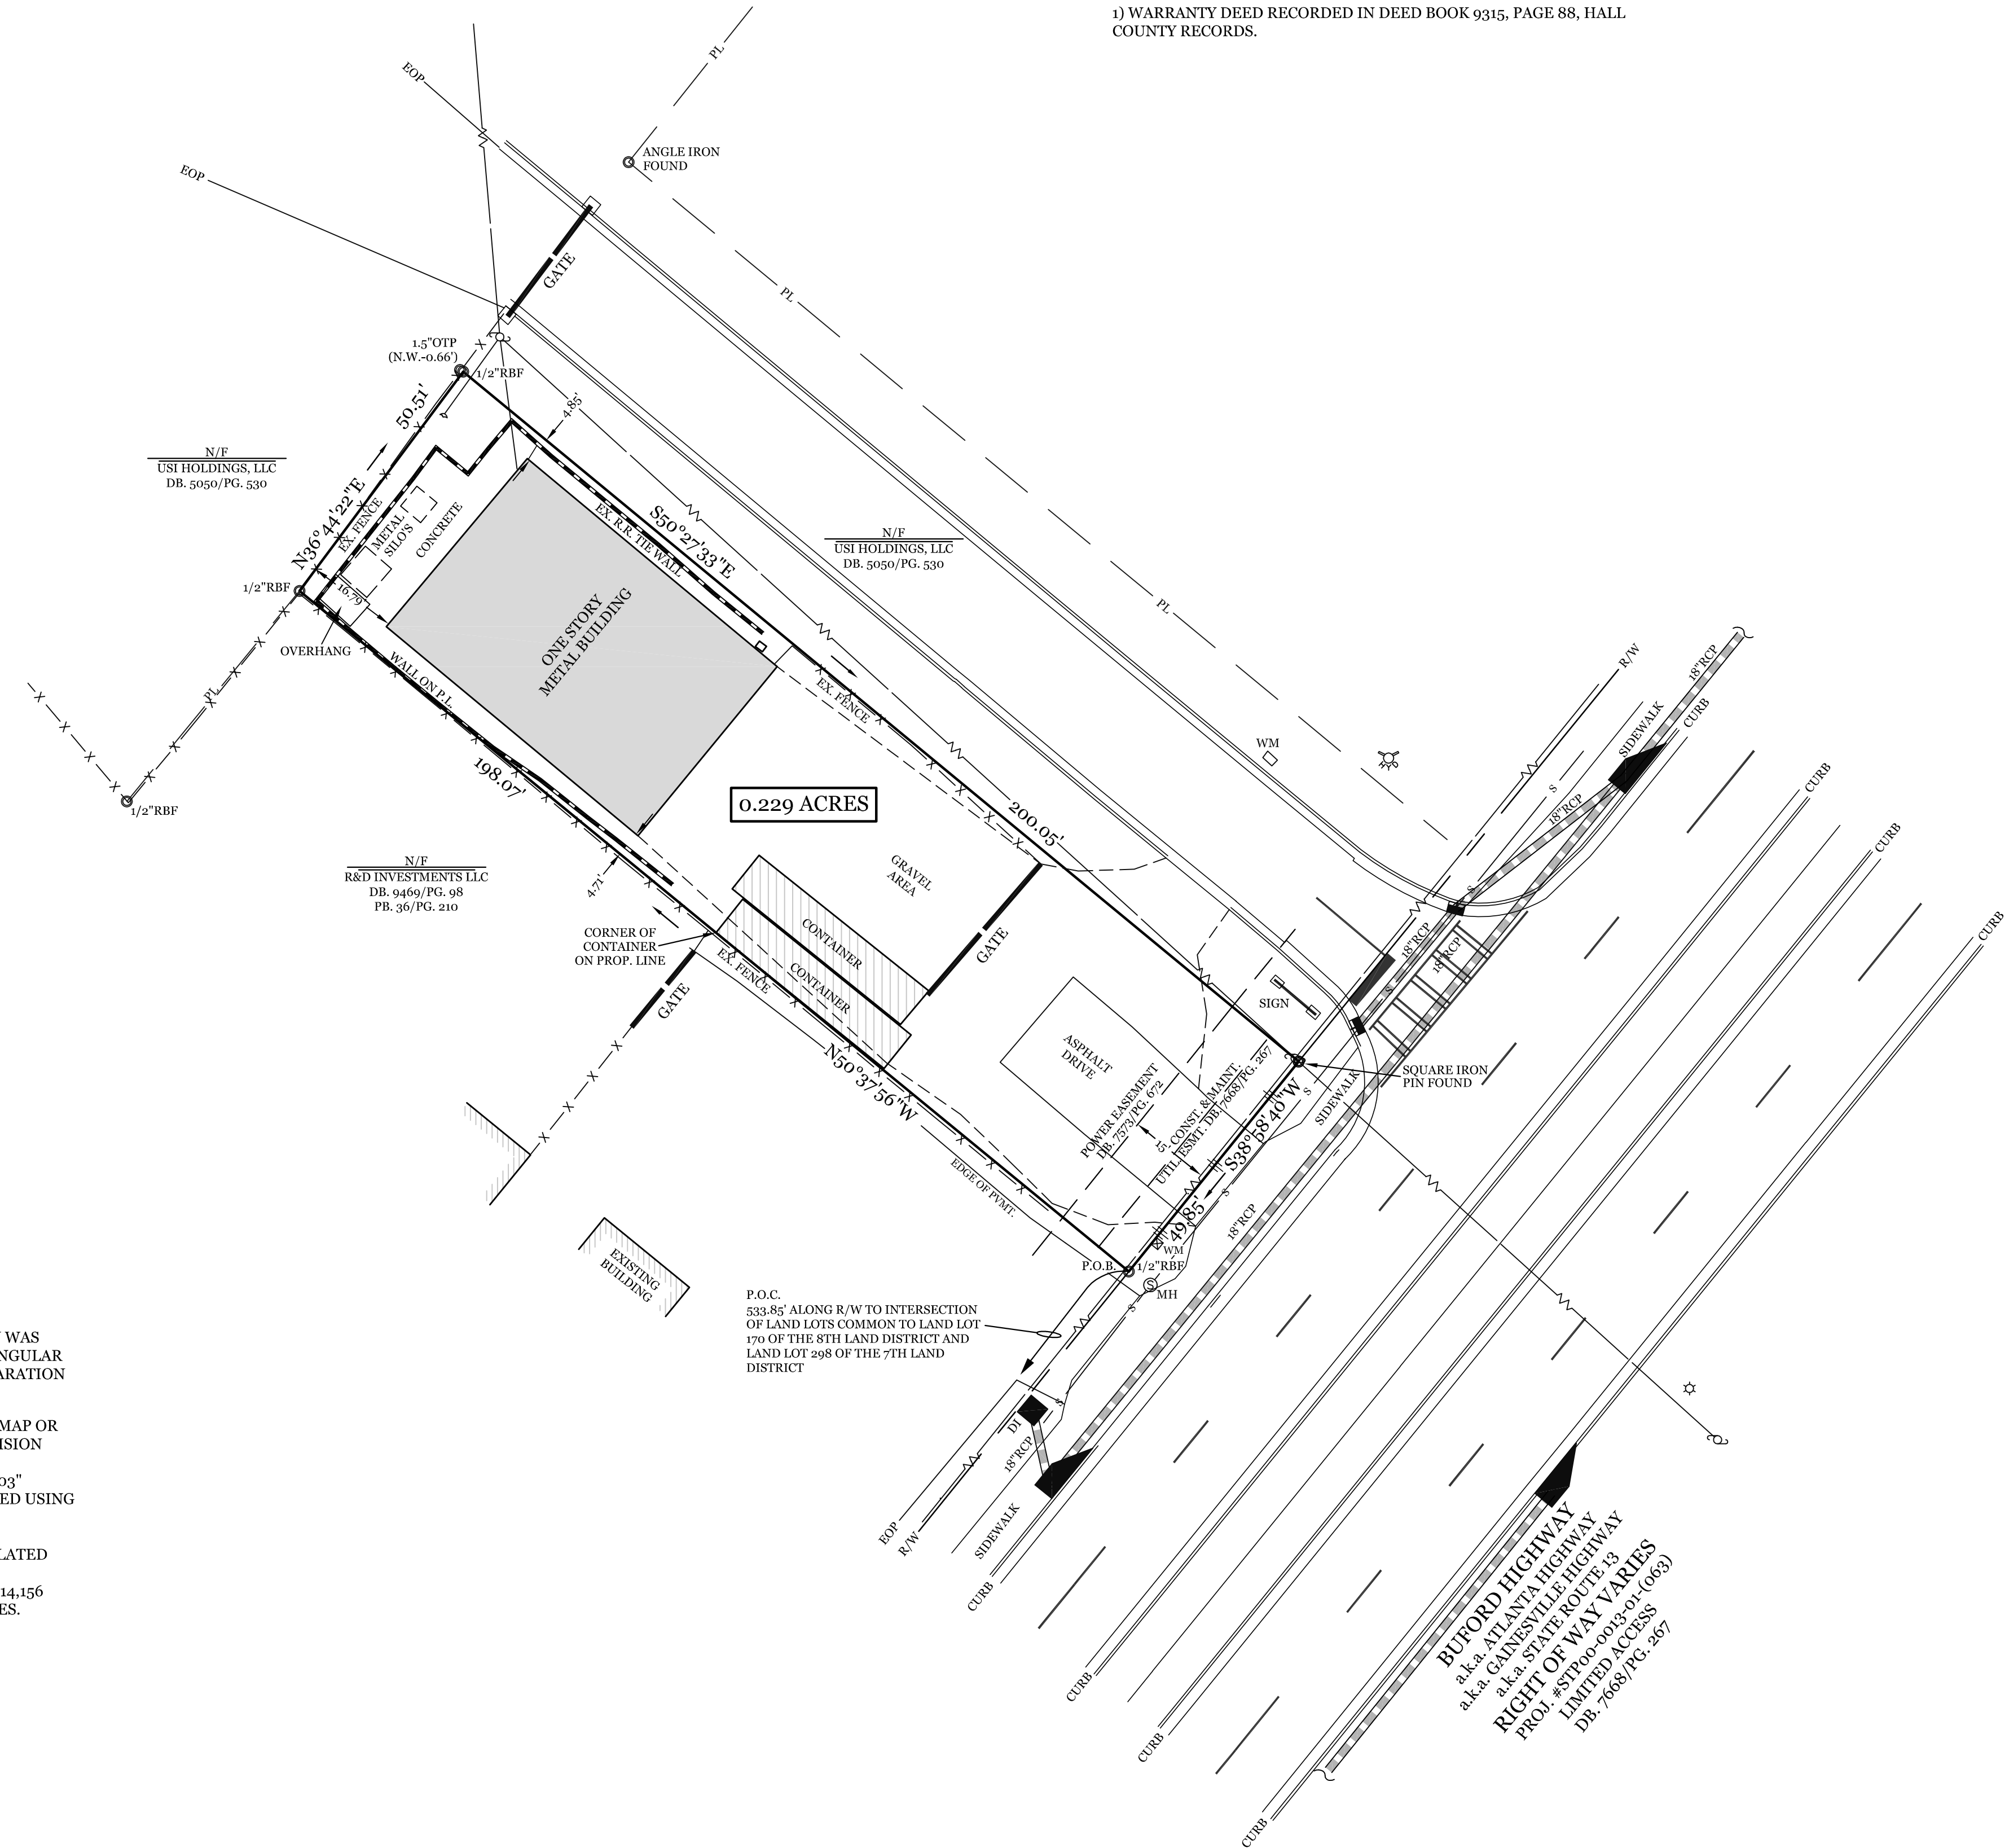 1) WARRANTY DEED RECORDED IN DEED BOOK 9315, PAGE 88, HALL
COUNTY RECORDS.
PL
EOP
ANGLE IRON
FOUND
EOP
GATE
PL
1.5"OTP
(N.W.-0.66')
1/2"RBF
50.51'
4.85'
N/F
USI HOLDINGS, LLC
DB. 5050/PG. 530
N36°44'22"E
EX. FENCE
METAL
SILO'S
CONCRETE
EX. R.R. TIE WALL
S50°27'33"E
N/F
USI HOLDINGS, LLC
DB. 5050/PG. 530
1/2"RBF
16.79
ONE STORY
METAL BUILDING
OVERHANG
PL
PL
WALL ON P.L.
EX. FENCE
R/W
18"RCP
SIDEWALK
CURB
WM
HYD
198.07'
1/2"RBF
0.229 ACRES
200.05'
S
18"RCP
CURB
CURB
CURB
N/F
R&D INVESTMENTS LLC
DB. 9469/PG. 98
PB. 36/PG. 210
4.71'
GRAVEL
AREA
S
CORNER OF
CONTAINER
ON PROP. LINE
CONTAINER
CONTAINER
EX. FENCE
GATE
GATE
18"RCP
18"RCP
S
SIGN
ASPHALT
DRIVE
SQUARE IRON
PIN FOUND
N50°37'56"W
POWER EASEMENT
DB. 7573/PG. 672
15'
CONST. & MAINT.
UTIL. ESMT. DB. 7668/PG. 267
S38°58'40"W
S
SIDEWALK
EDGE OF PVMT.
S
49.85'
18"RCP
WM
P.O.B.
1/2"RBF
S
MH
S
EXISTING
BUILDING
P.O.C.
533.85' ALONG R/W TO INTERSECTION
OF LAND LOTS COMMON TO LAND LOT
170 OF THE 8TH LAND DISTRICT AND
LAND LOT 298 OF THE 7TH LAND
DISTRICT
S
DI
18"RCP
EOP
R/W
SIDEWALK
CURB
CURB
CURB
CURB
BUFORD HIGHWAY
a.k.a. ATLANTA HIGHWAY
a.k.a. GAINESVILLE HIGHWAY
a.k.a. STATE ROUTE 13
RIGHT OF WAY VARIES
PROJ. #STP00-0013-01-(063)
LIMITED ACCESS
DB. 7668/PG. 267
WAS
MAP OR
03"
ED USING
14,156